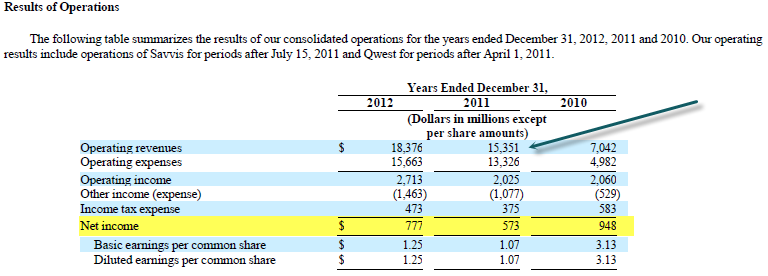 Results of Operations
The following table summarizes the results of our consolidated operations for the years ended December 31, 2012, 2011 and 2010. Our operating
results include operations of Savvis for periods after July 15, 2011 and Qwest for periods after April 1, 2011.
Years Ended December 31,
2012 2011 2010
(Dollars in millions except
per share amounts)
Operating revenues $ 18,376 15,351 7,042
Operating expenses 15,663 13,326 4,982
Operating income 2,713 2,025 2,060
Other income (expense) (1,463) (1,077) (529)
Income tax expense 473 375 583
Net income $ 777 573 948
Basic earnings per common share $ 1.25 1.07 3.13
Diluted earnings per common share $ 1.25 1.07 3.13